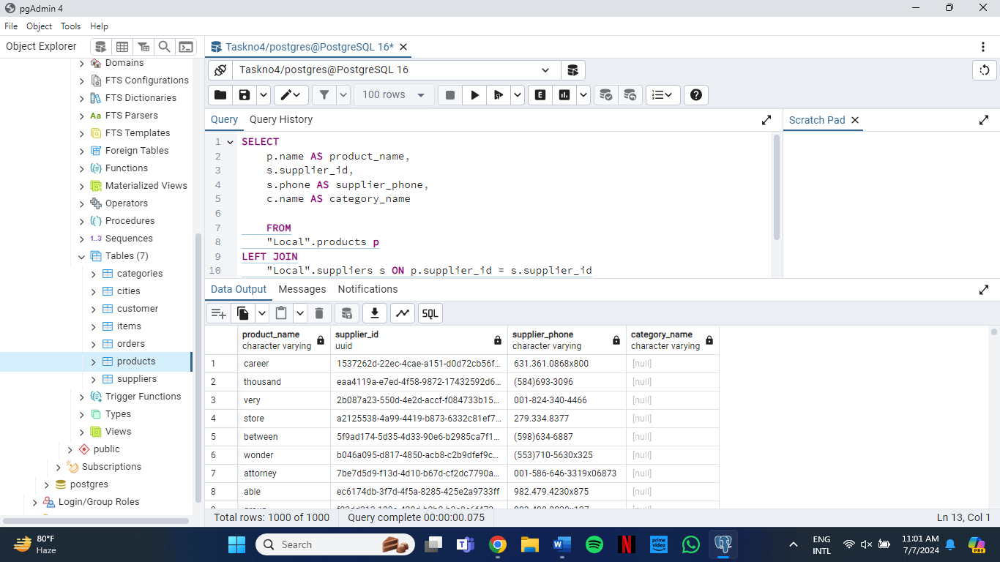 pgAdmin 4
File Object Tools Help
Object Explorer
Domains
FTS Configurations
FTS Dictionaries
Aa FTS Parsers
FTS Templates
Foreign Tables
Functions
Materialized Views
Operators
Procedures
1..3 Sequences
Tables (7)
categories
cities
customer
items
orders
products
suppliers
Trigger Functions
Types
Views
public
Subscriptions
postgres
Login/Group Roles
Taskno4/postgres@PostgreSQL 16*
Taskno4/postgres@PostgreSQL 16
100 rows
E
Query Query History
Scratch Pad
1 SELECT
2 p.name AS product_name,
3 s.supplier_id,
4 s.phone AS supplier_phone,
5 c.name AS category_name
6
7 FROM
8 "Local".products p
9 LEFT JOIN
10 "Local".suppliers s ON p.supplier_id = s.supplier_id
Data Output Messages Notifications
SQL
product_name supplier_id supplier_phone category_name
character varying uuid character varying character varying
1 career 1537262d-22ec-4cae-a151-d0d72cb56f... 631.361.0868x800 [null]
2 thousand eaa4119a-e7ed-4f58-9872-17432592d6... (584)693-3096 [null]
3 very 2b087a23-550d-4e2d-accf-f084733b15... 001-824-340-4466 [null]
4 store a2125538-4a99-4419-b873-6332c81ef7... 279.334.8377 [null]
5 between 5f9ad174-5d35-4d33-90e6-b2985ca7f1... (598)634-6887 [null]
6 wonder b046a095-d817-4850-acb8-c2b9dfef9c... (553)710-5630x325 [null]
7 attorney 7be7d5d9-f13d-4d10-b67d-cf2dc7790a... 001-586-646-3319x06873 [null]
8 able ec6174db-3f7d-4f5a-8285-425e2a9733ff 982.479.4230x875 [null]
Total rows: 1000 of 1000 Query complete 00:00:00.075 Ln 13, Col 1
80°F
Haze
Search
prime video
ENG
INTL
11:01 AM
7/7/2024
PRE